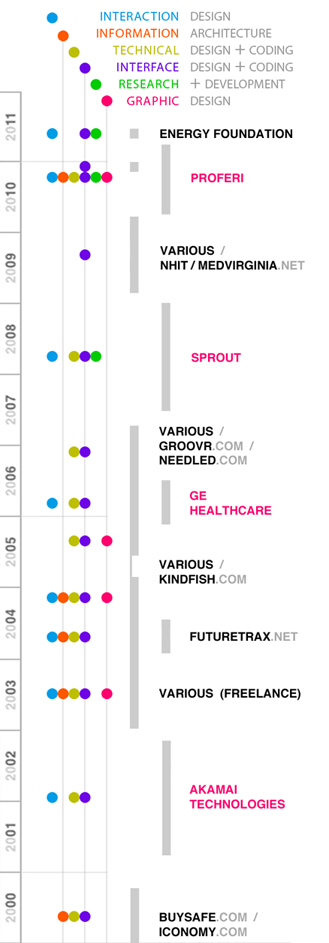 INTERACTION DESIGN
INFORMATION ARCHITECTURE
TECHNICAL DESIGN + CODING
INTERFACE DESIGN + CODING
RESEARCH + DEVELOPMENT
GRAPHIC DESIGN
2011
ENERGY FOUNDATION
2010
PROFERI
2009
VARIOUS /
NHIT / MEDVIRGINIA.NET
2008
SPROUT
2007
VARIOUS /
GROOVR.COM /
NEEDLED.COM
2006
GE
HEALTHCARE
2005
VARIOUS /
KINDFISH.COM
2004
FUTURETRAX.NET
2003
VARIOUS (FREELANCE)
2002
AKAMAI
TECHNOLOGIES
2001
2000
BUYSAFE.COM /
ICONOMY.COM